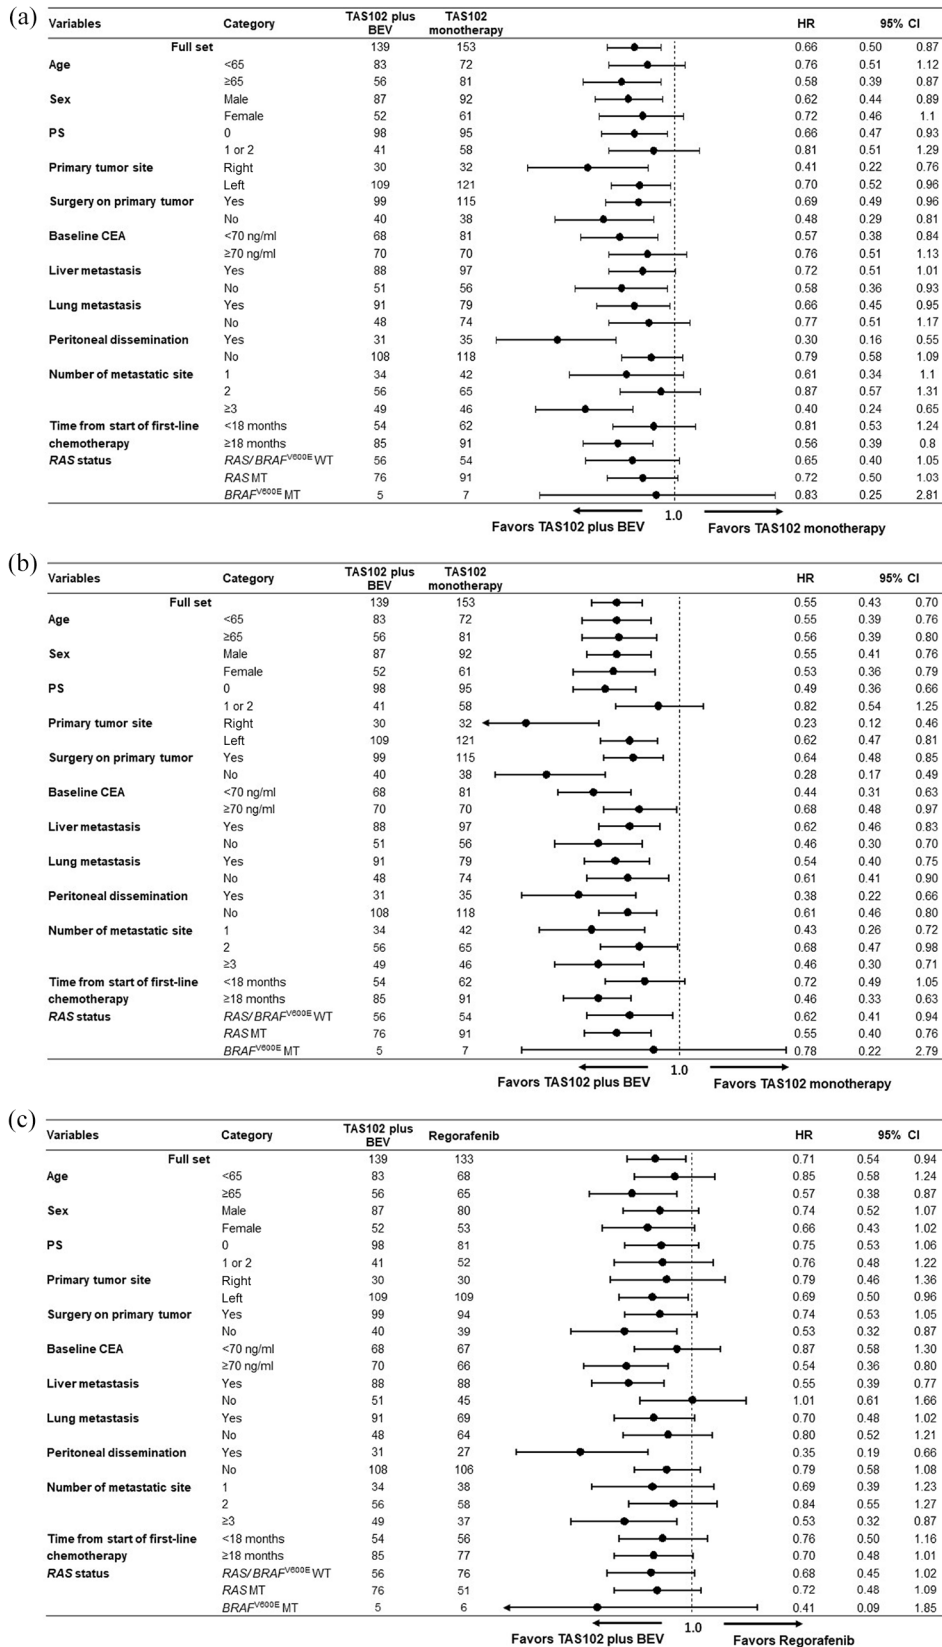 (a)
Variables Category TAS102 plus BEV TAS102 monotherapy HR 95% CI
Full set 139 153 0.66 0.50 0.87
Age <65 83 72 0.76 0.51 1.12
≥65 56 81 0.58 0.39 0.87
Sex Male 87 92 0.62 0.44 0.89
Female 52 61 0.72 0.46 1.1
PS 0 98 95 0.66 0.47 0.93
1 or 2 41 58 0.81 0.51 1.29
Primary tumor site Right 30 32 0.41 0.22 0.76
Left 109 121 0.70 0.52 0.96
Surgery on primary tumor Yes 99 115 0.69 0.49 0.96
No 40 38 0.48 0.29 0.81
Baseline CEA <70 ng/ml 68 81 0.57 0.38 0.84
≥70 ng/ml 70 70 0.76 0.51 1.13
Liver metastasis Yes 88 97 0.72 0.51 1.01
No 51 56 0.58 0.36 0.93
Lung metastasis Yes 91 79 0.66 0.45 0.95
No 48 74 0.77 0.51 1.17
Peritoneal dissemination Yes 31 35 0.30 0.16 0.55
No 108 118 0.79 0.58 1.09
Number of metastatic site 1 34 42 0.61 0.34 1.1
2 56 65 0.87 0.57 1.31
≥3 49 46 0.40 0.24 0.65
Time from start of first-line <18 months 54 62 0.81 0.53 1.24
chemotherapy ≥18 months 85 91 0.56 0.39 0.8
RAS status RAS/BRAFV600E WT 56 54 0.65 0.40 1.05
RAS MT 76 91 0.72 0.50 1.03
BRAFV600E MT 5 7 0.83 0.25 2.81
Favors TAS102 plus BEV 1.0 Favors TAS102 monotherapy
(b)
Variables Category TAS102 plus BEV TAS102 monotherapy HR 95% CI
Full set 139 153 0.55 0.43 0.70
Age <65 83 72 0.55 0.39 0.76
≥65 56 81 0.56 0.39 0.80
Sex Male 87 92 0.55 0.41 0.76
Female 52 61 0.53 0.36 0.79
PS 0 98 95 0.49 0.36 0.66
1 or 2 41 58 0.82 0.54 1.25
Primary tumor site Right 30 32 0.23 0.12 0.46
Left 109 121 0.62 0.47 0.81
Surgery on primary tumor Yes 99 115 0.64 0.48 0.85
No 40 38 0.28 0.17 0.49
Baseline CEA <70 ng/ml 68 81 0.44 0.31 0.63
≥70 ng/ml 70 70 0.68 0.48 0.97
Liver metastasis Yes 88 97 0.62 0.46 0.83
No 51 56 0.46 0.30 0.70
Lung metastasis Yes 91 79 0.54 0.40 0.75
No 48 74 0.61 0.41 0.90
Peritoneal dissemination Yes 31 35 0.38 0.22 0.66
No 108 118 0.61 0.46 0.80
Number of metastatic site 1 34 42 0.43 0.26 0.72
2 56 65 0.68 0.47 0.98
≥3 49 46 0.46 0.30 0.71
Time from start of first-line <18 months 54 62 0.72 0.49 1.05
chemotherapy ≥18 months 85 91 0.46 0.33 0.63
RAS status RAS/BRAFV600E WT 56 54 0.62 0.41 0.94
RAS MT 76 91 0.55 0.40 0.76
BRAFV600E MT 5 7 0.78 0.22 2.79
Favors TAS102 plus BEV 1.0 Favors TAS102 monotherapy
(c)
Variables Category TAS102 plus BEV Regorafenib HR 95% CI
Full set 139 133 0.71 0.54 0.94
Age <65 83 68 0.85 0.58 1.24
≥65 56 65 0.57 0.38 0.87
Sex Male 87 80 0.74 0.52 1.07
Female 52 53 0.66 0.43 1.02
PS 0 98 81 0.75 0.53 1.06
1 or 2 41 52 0.76 0.48 1.22
Primary tumor site Right 30 30 0.79 0.46 1.36
Left 109 109 0.69 0.50 0.96
Surgery on primary tumor Yes 99 94 0.74 0.53 1.05
No 40 39 0.53 0.32 0.87
Baseline CEA <70 ng/ml 68 67 0.87 0.58 1.30
≥70 ng/ml 70 66 0.54 0.36 0.80
Liver metastasis Yes 88 88 0.55 0.39 0.77
No 51 45 1.01 0.61 1.66
Lung metastasis Yes 91 69 0.70 0.48 1.02
No 48 64 0.80 0.52 1.21
Peritoneal dissemination Yes 31 27 0.35 0.19 0.66
No 108 106 0.79 0.58 1.08
Number of metastatic site 1 34 38 0.69 0.39 1.23
2 56 58 0.84 0.55 1.27
≥3 49 37 0.53 0.32 0.87
Time from start of first-line <18 months 54 56 0.76 0.50 1.16
chemotherapy ≥18 months 85 77 0.70 0.48 1.01
RAS status RAS/BRAFV600E WT 56 76 0.68 0.45 1.02
RAS MT 76 51 0.72 0.48 1.09
BRAFV600E MT 5 6 0.41 0.09 1.85
Favors TAS102 plus BEV 1.0 Favors Regorafenib